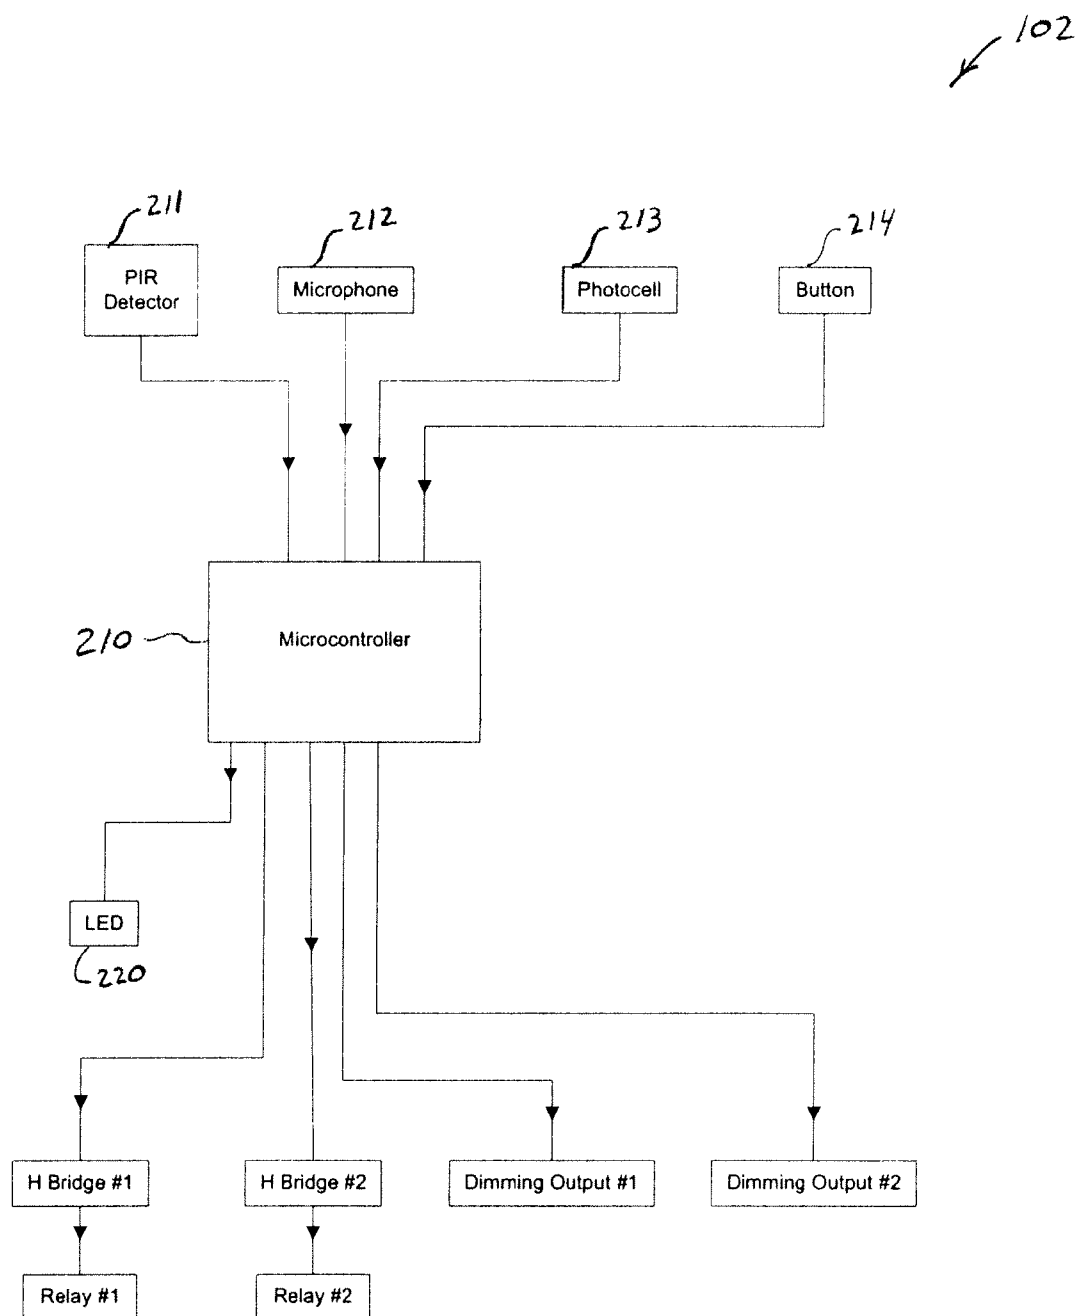 102
211
212
213
214
PIR
Detector
Microphone
Photocell
Button
210
Microcontroller
LED
220
H Bridge #1
H Bridge #2
Dimming Output #1
Dimming Output #2
Relay #1
Relay #2